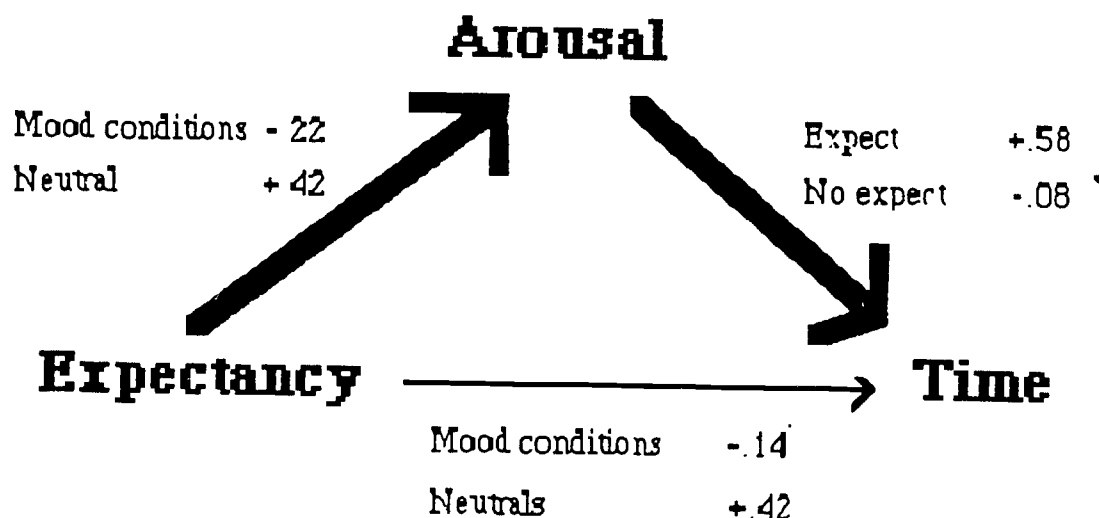 Arousal
Mood conditions - 22
Neutral + 42
Expect +.58
No expect -.08
Expectancy
Time
Mood conditions -.14
Neutrals +.42